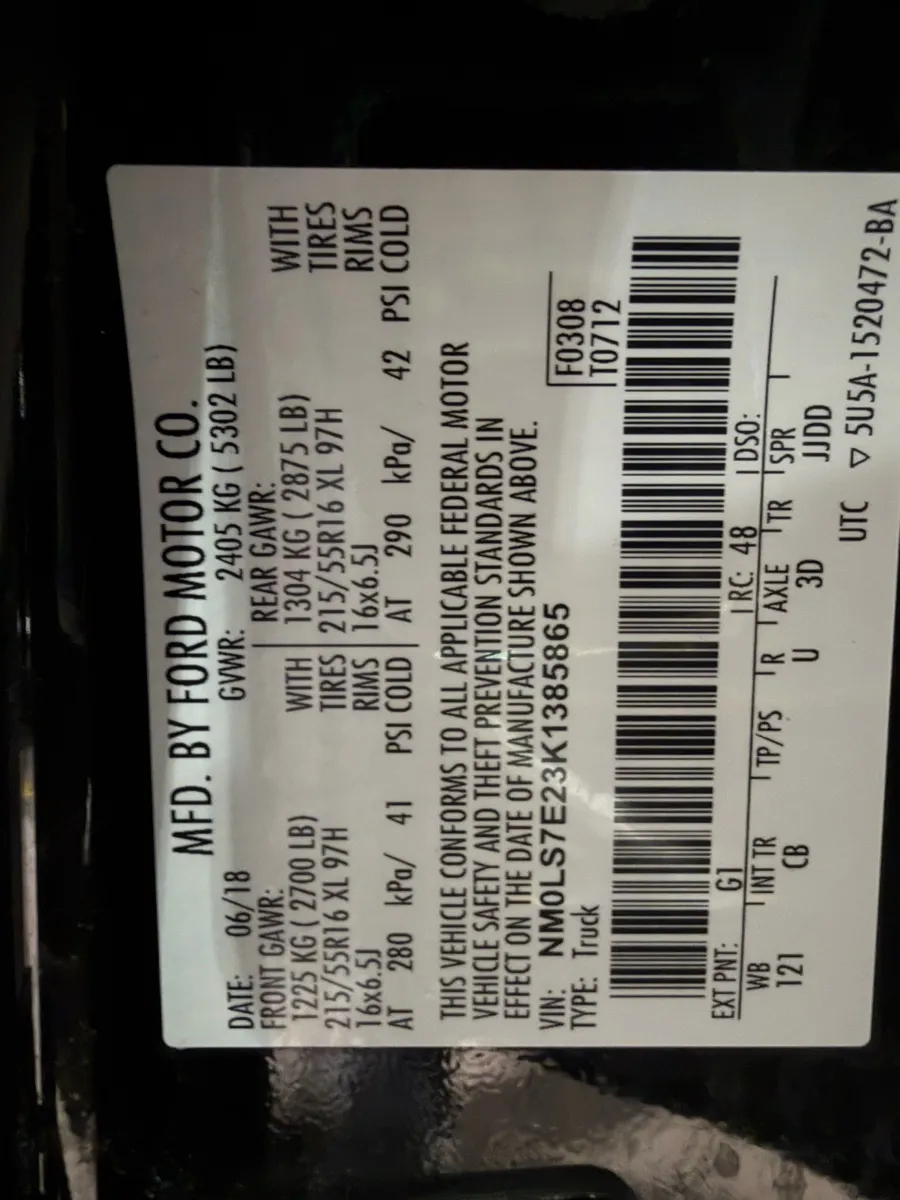 MFD. BY FORD MOTOR CO.
DATE: 06/18 GVWR: 2405 KG ( 5302 LB)
FRONT GAWR: REAR GAWR:
1225 KG ( 2700 LB) WITH 1304 KG ( 2875 LB) WITH
215/55R16 XL 97H TIRES 215/55R16 XL 97H TIRES
16x6.5J RIMS 16x6.5J RIMS
AT 280 kPa/ 41 PSI COLD AT 290 kPa/ 42 PSI COLD
THIS VEHICLE CONFORMS TO ALL APPLICABLE FEDERAL MOTOR
VEHICLE SAFETY AND THEFT PREVENTION STANDARDS IN
EFFECT ON THE DATE OF MANUFACTURE SHOWN ABOVE.
VIN: NM0LS7E23K1385865 F0308
TYPE: Truck T0712
EXT PNT: G1 RC: 48 DSO:
WB INT TR TP/PS R AXLE TR SPR
121 CB U 3D JJDD
UTC ▽ 5U5A-1520472-BA